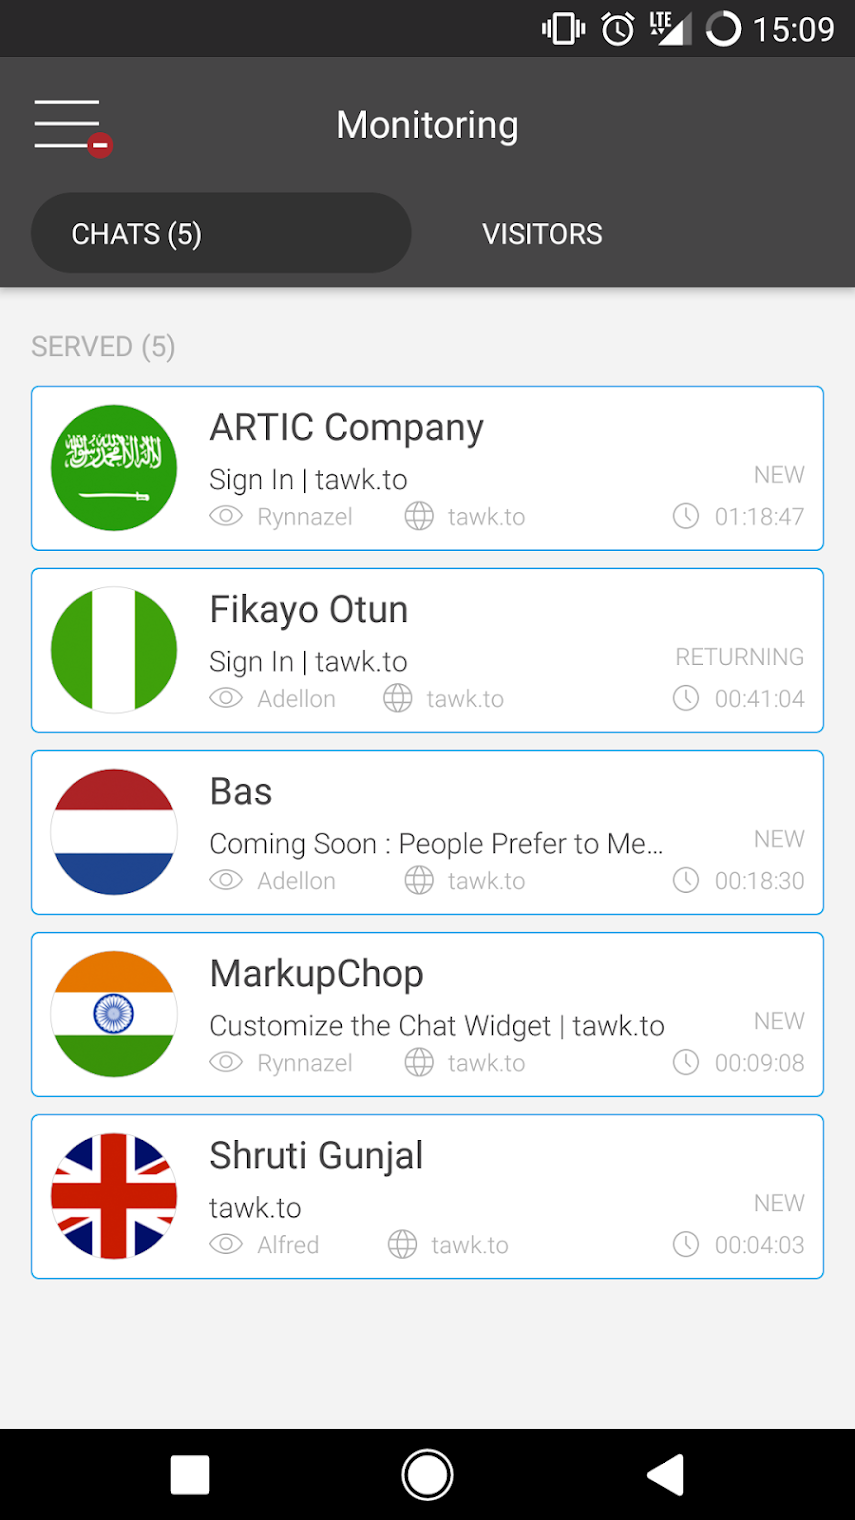 LTE
15:09
Monitoring
CHATS (5)
VISITORS
SERVED (5)
ARTIC Company
Sign In | tawk.to
NEW
Rynnazel
tawk.to
01:18:47
Fikayo Otun
Sign In | tawk.to
RETURNING
Adellon
tawk.to
00:41:04
Bas
Coming Soon : People Prefer to Me...
NEW
Adellon
tawk.to
00:18:30
MarkupChop
Customize the Chat Widget | tawk.to
NEW
Rynnazel
tawk.to
00:09:08
Shruti Gunjal
tawk.to
NEW
Alfred
tawk.to
00:04:03